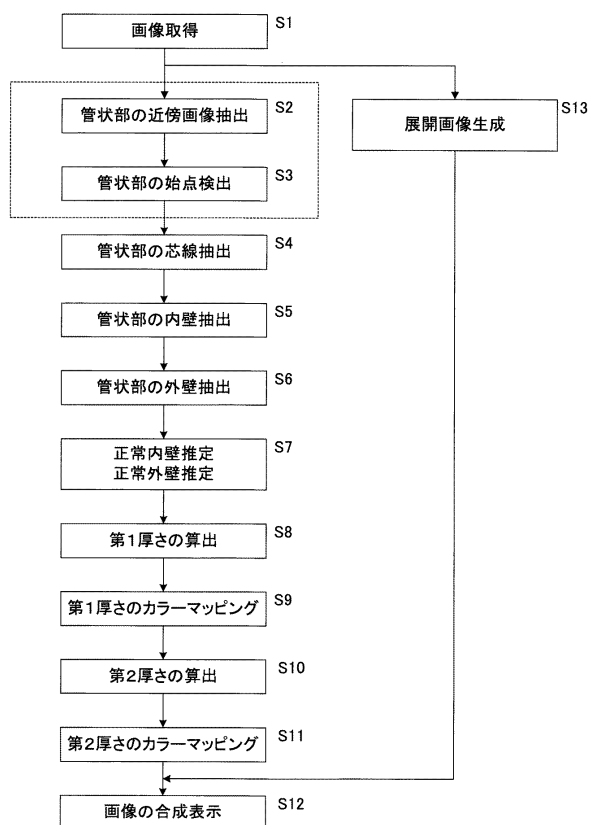 画像取得
S1
管状部の近傍画像抽出
S2
展開画像生成
S13
管状部の始点検出
S3
管状部の芯線抽出
S4
管状部の内壁抽出
S5
管状部の外壁抽出
S6
正常内壁推定
正常外壁推定
S7
第1厚さの算出
S8
第1厚さのカラーマッピング
S9
第2厚さの算出
S10
第2厚さのカラーマッピング
S11
画像の合成表示
S12